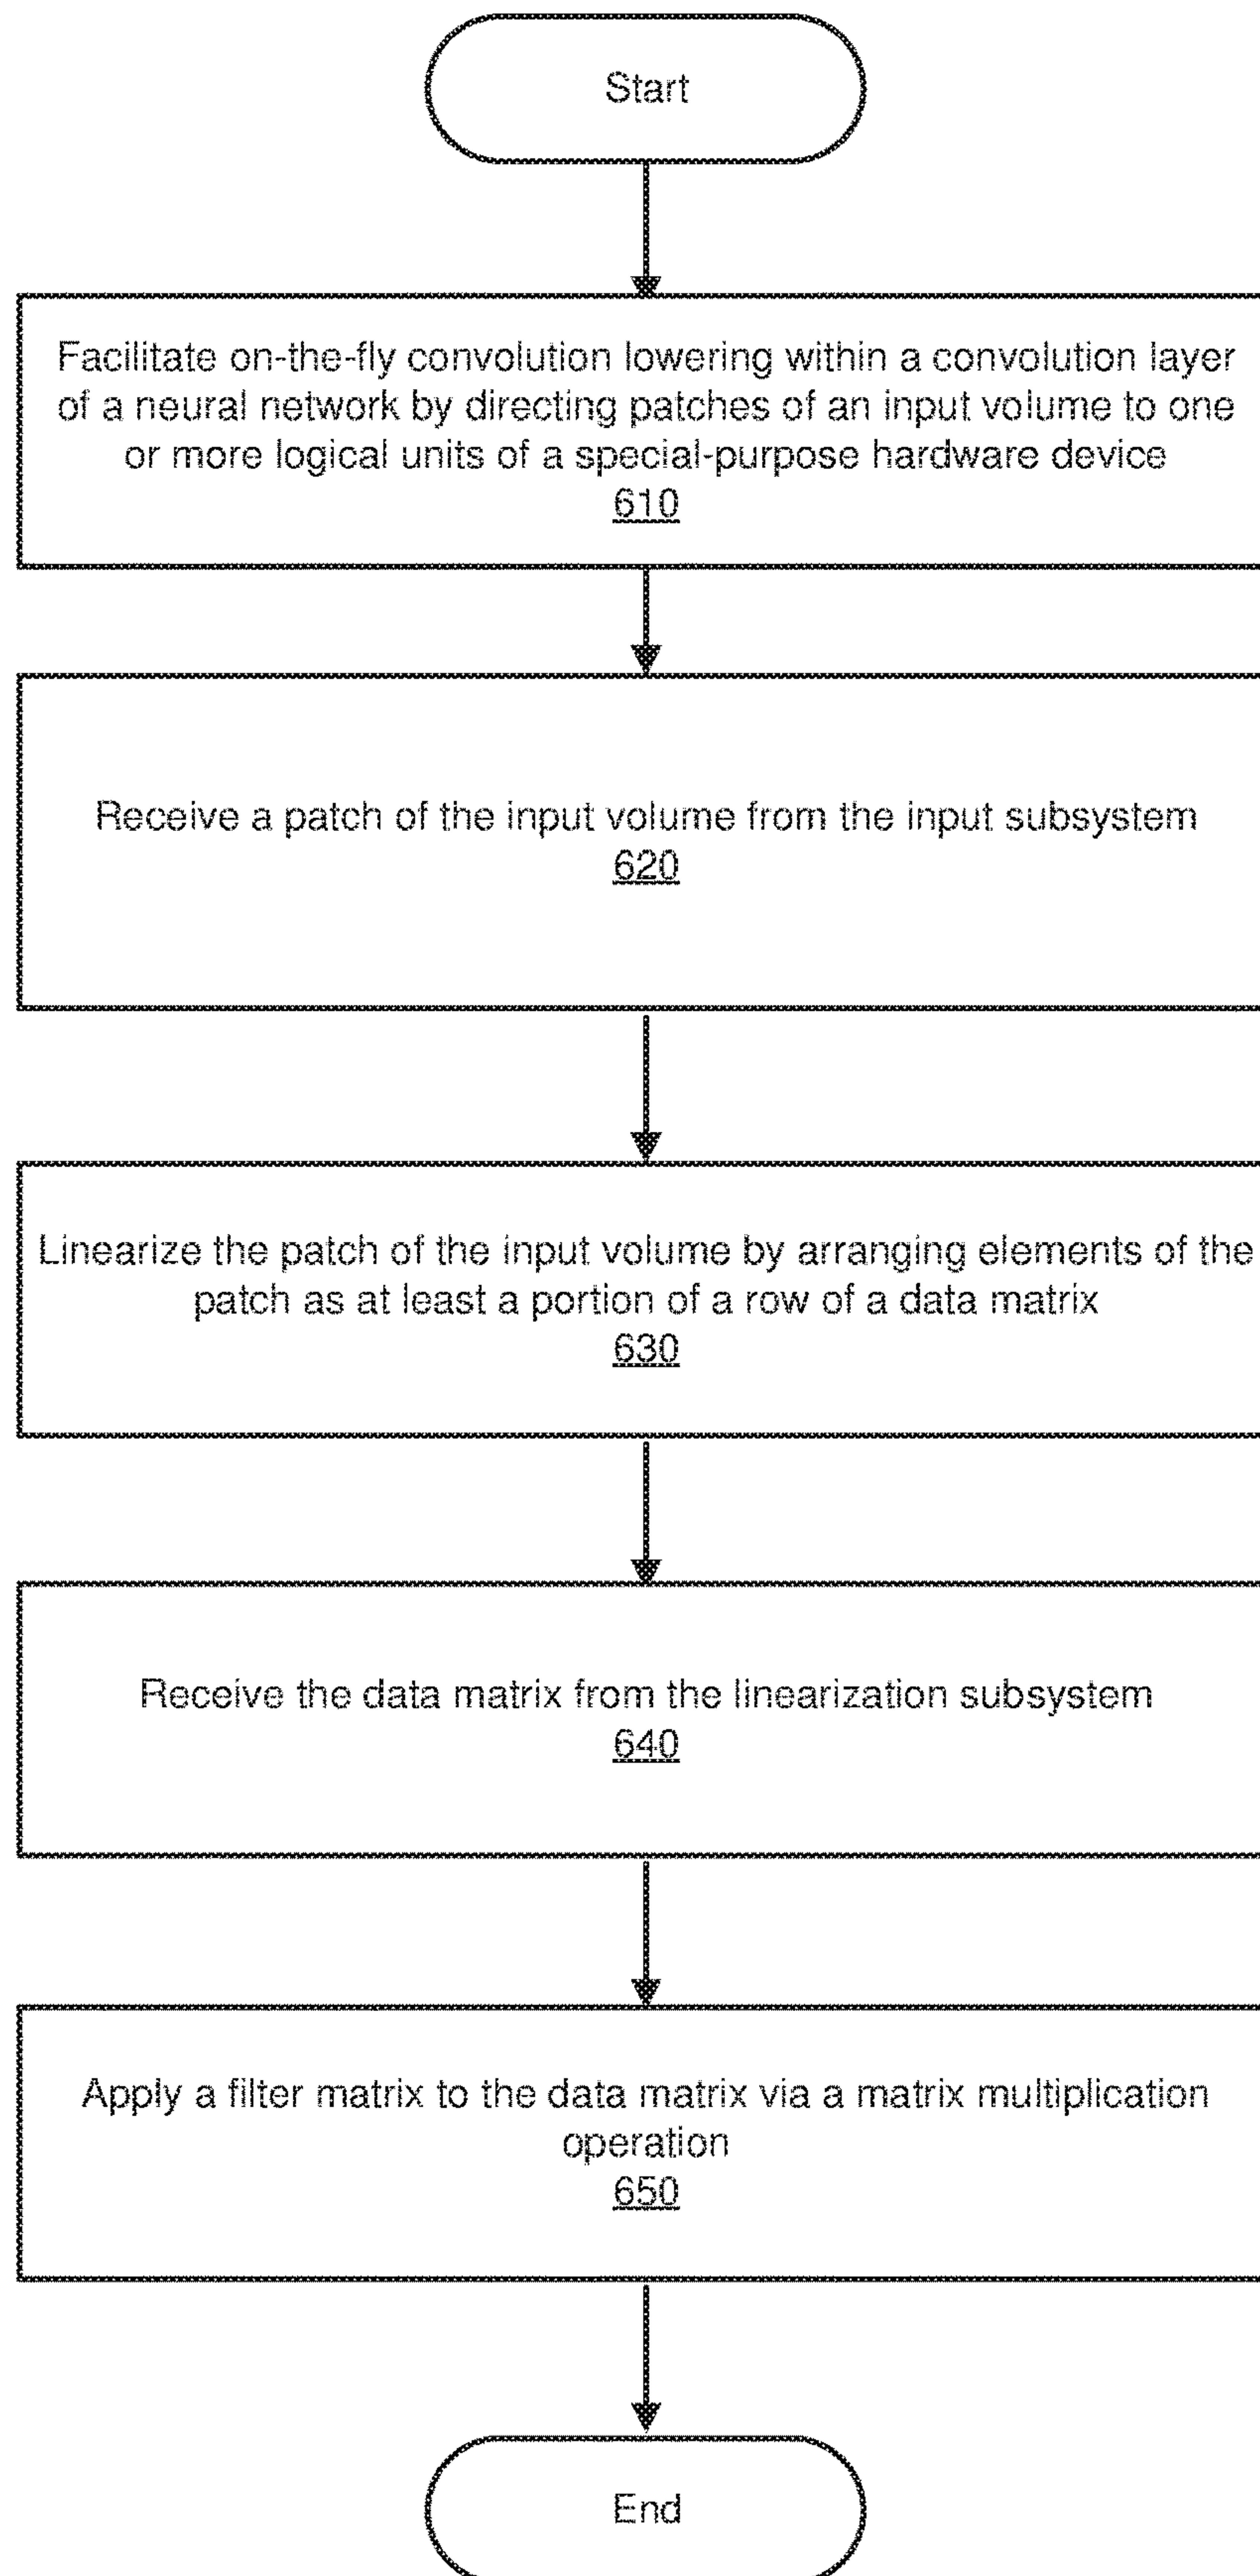 Start
Facilitate on-the-fly convolution lowering within a convolution layer
of a neural network by directing patches of an input volume to one
or more logical units of a special-purpose hardware device
610
Receive a patch of the input volume from the input subsystem
620
Linearize the patch of the input volume by arranging elements of the
patch as at least a portion of a row of a data matrix
630
Receive the data matrix from the linearization subsystem
640
Apply a filter matrix to the data matrix via a matrix multiplication
operation
650
End